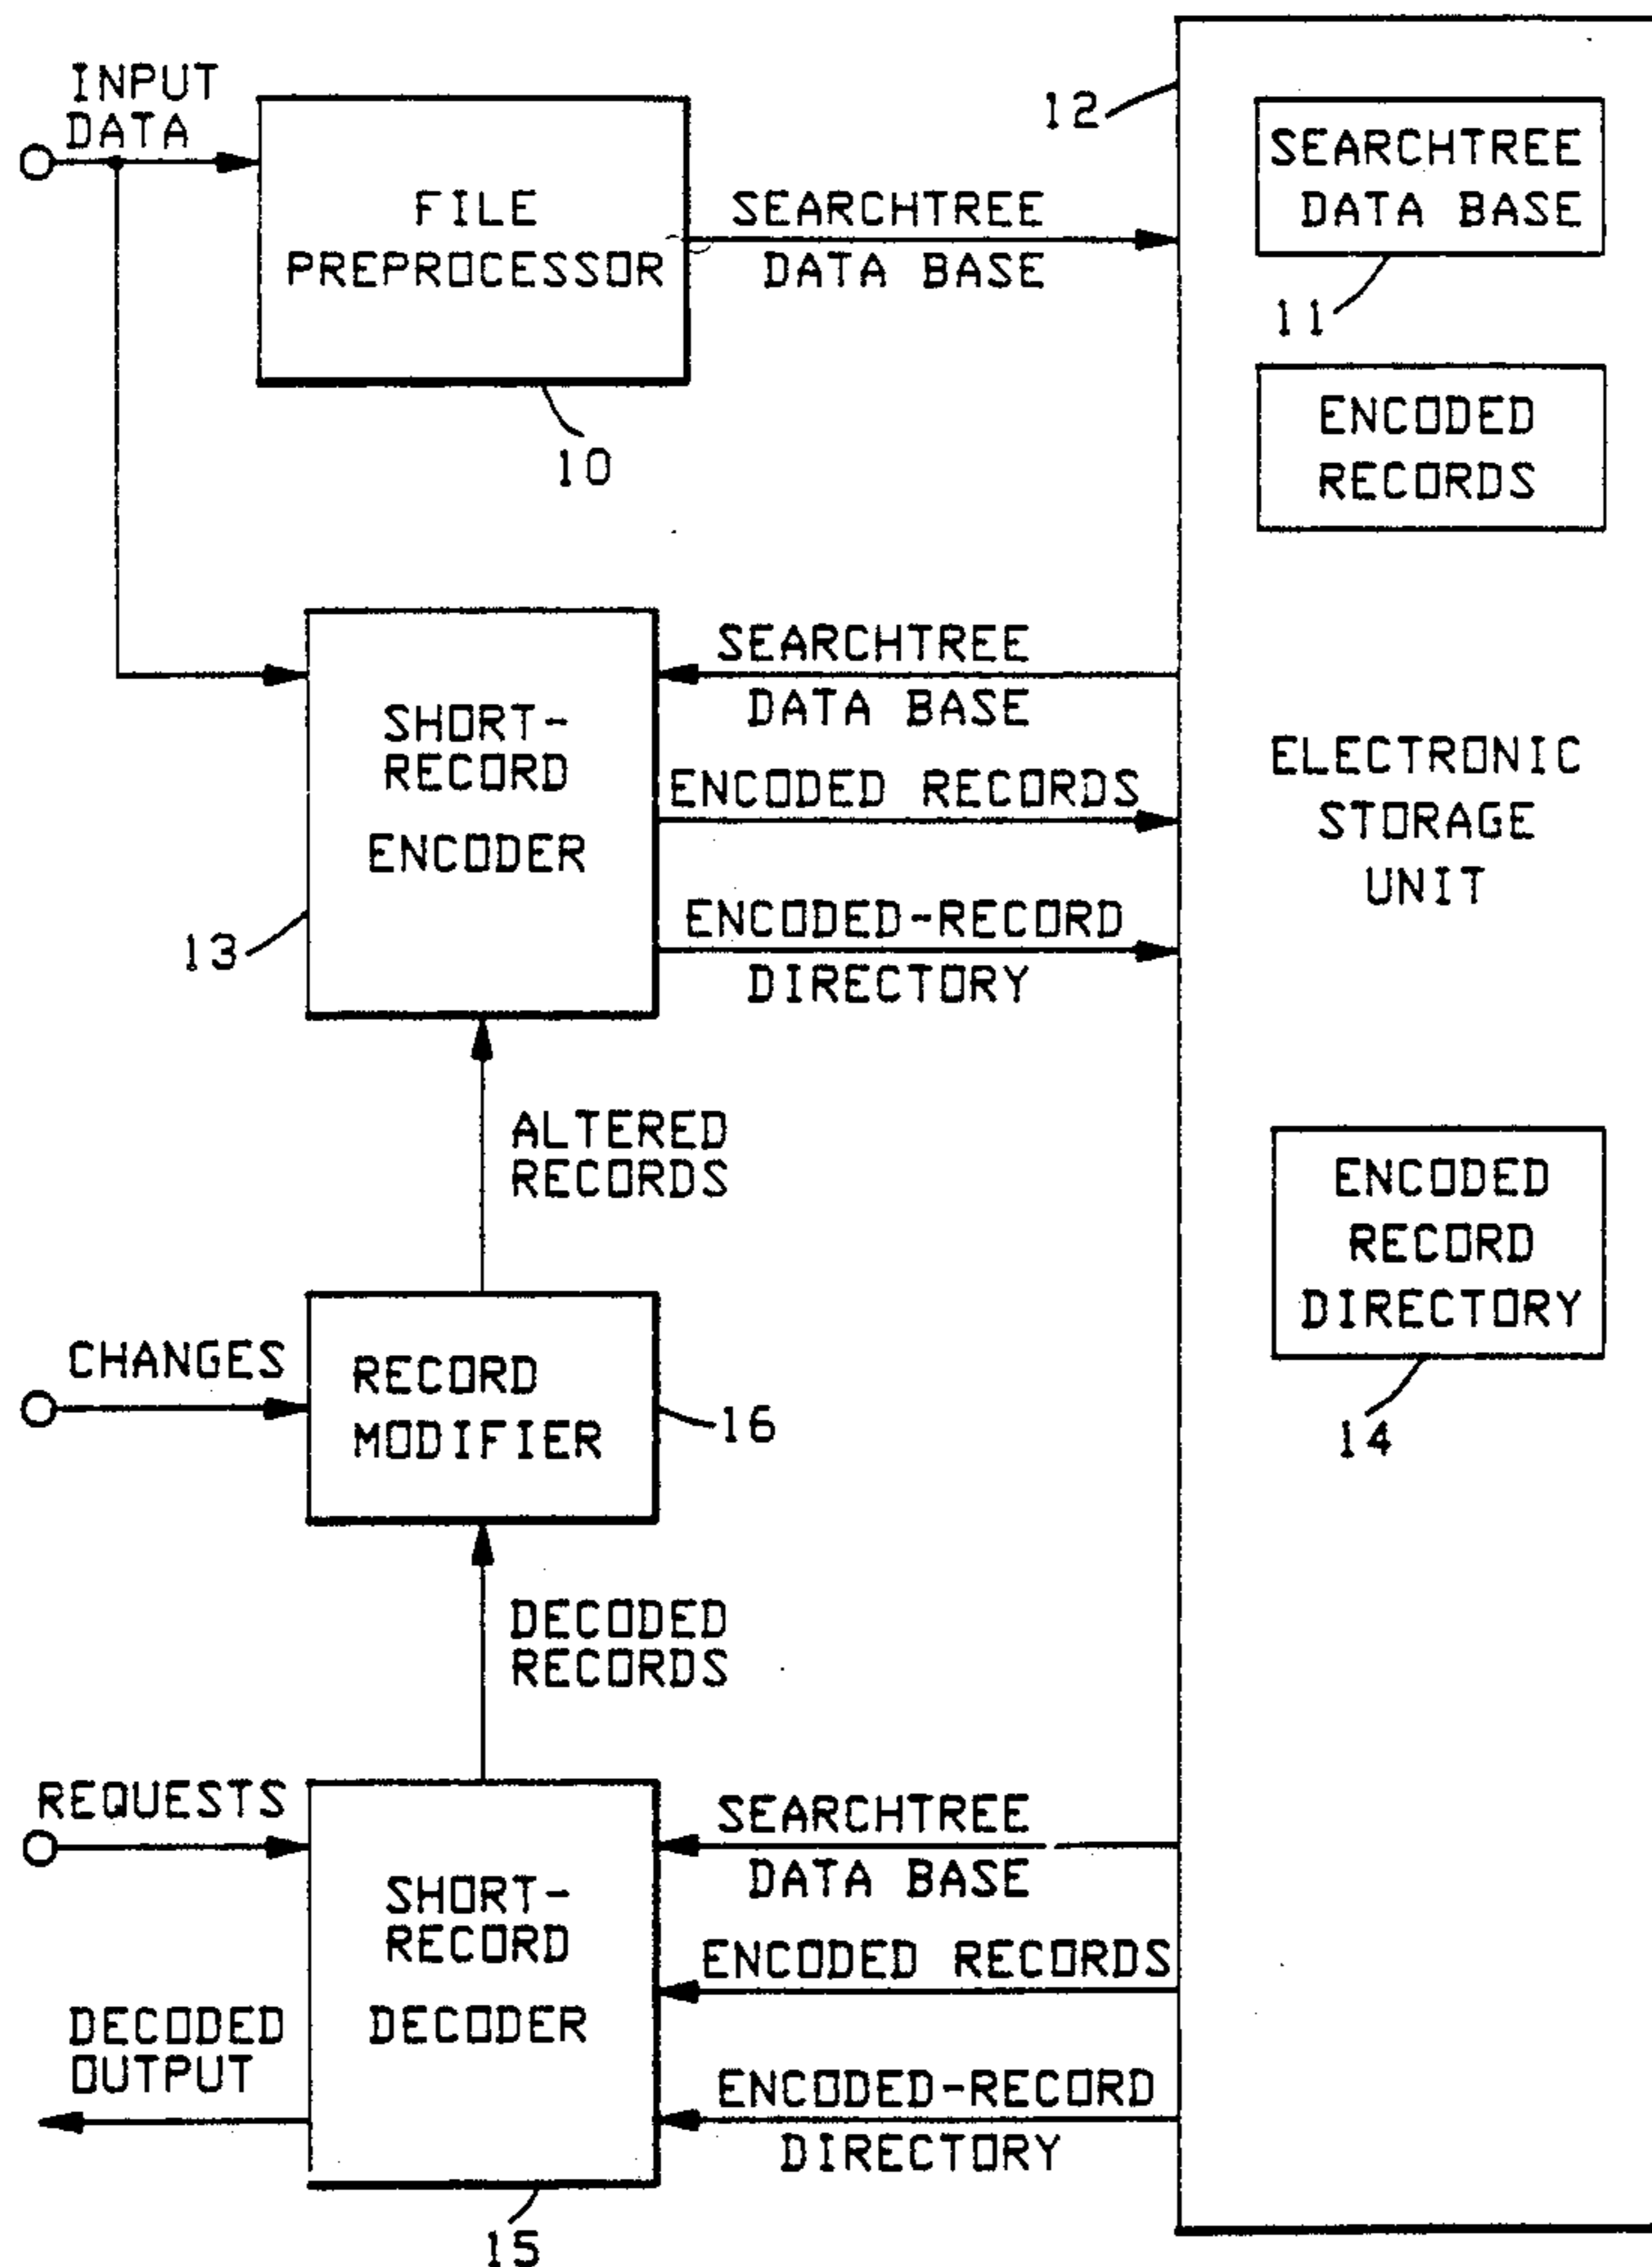 INPUT
DATA
FILE
PREPROCESSOR
10
SEARCHTREE
DATA BASE
12
SEARCHTREE
DATA BASE
11
ENCODED
RECORDS
SHORT-
RECORD
ENCODER
13
SEARCHTREE
DATA BASE
ENCODED RECORDS
ENCODED-RECORD
DIRECTORY
ELECTRONIC
STORAGE
UNIT
ALTERED
RECORDS
ENCODED
RECORD
DIRECTORY
14
CHANGES
RECORD
MODIFIER
16
DECODED
RECORDS
REQUESTS
SHORT-
RECORD
DECODER
15
SEARCHTREE
DATA BASE
ENCODED RECORDS
ENCODED-RECORD
DIRECTORY
DECODED
OUTPUT